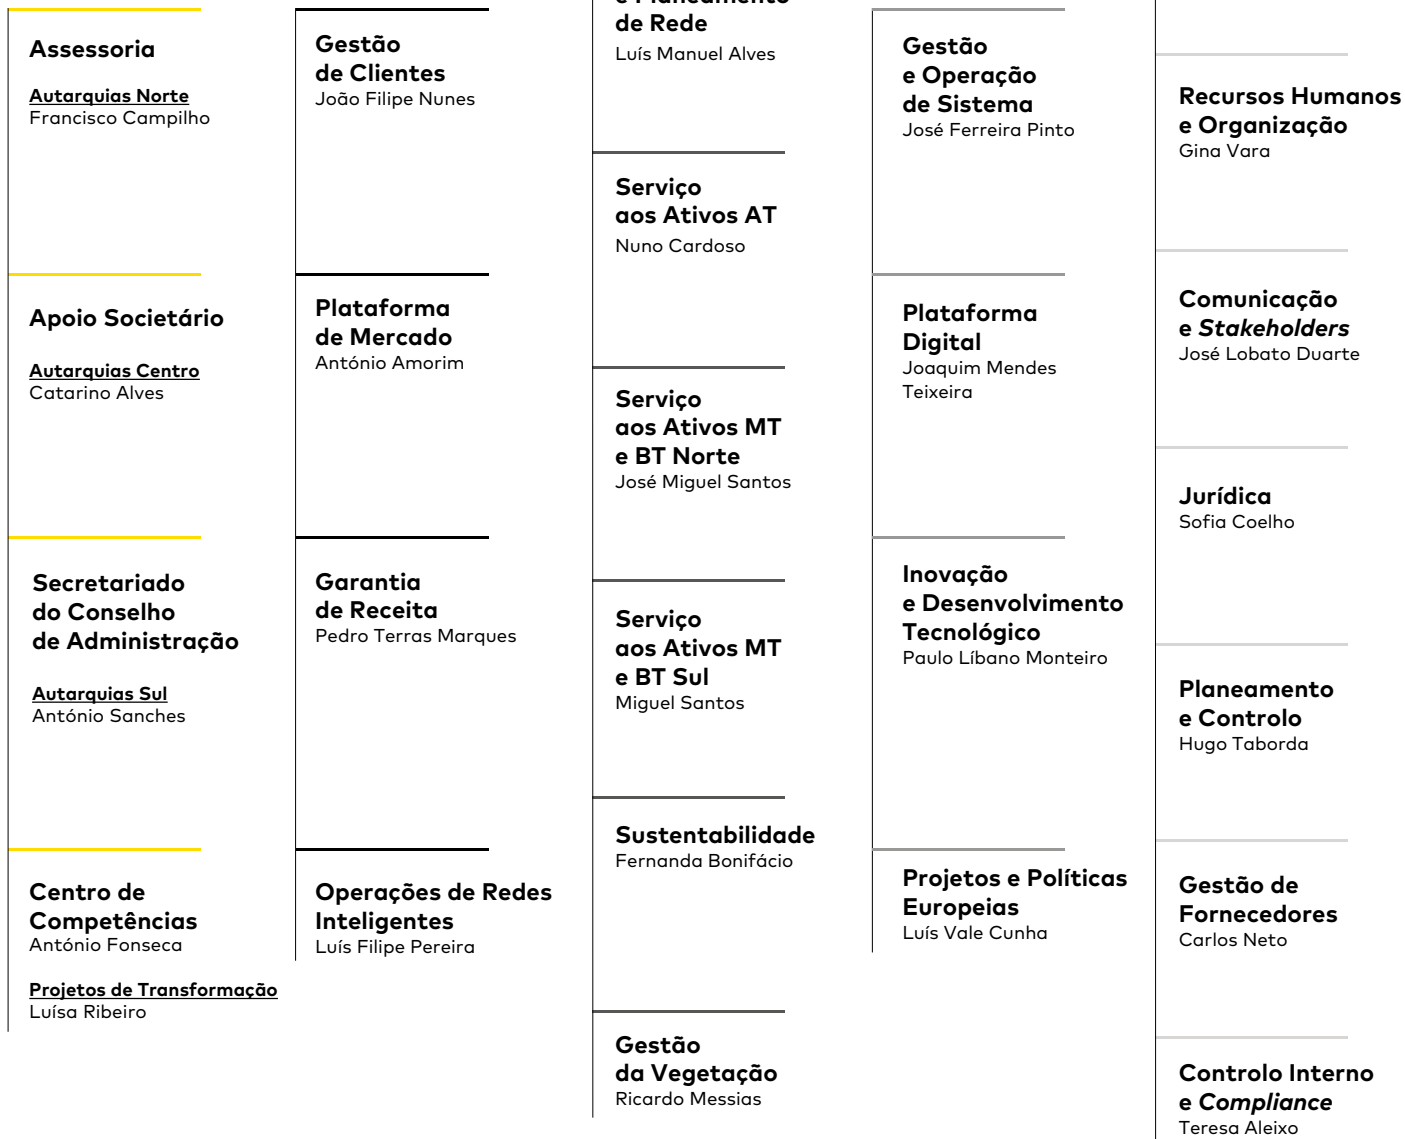 Assessoria
Autarquias Norte
Francisco Campilho
Apoio Societário
Autarquias Centro
Catarino Alves
Secretariado
do Conselho
de Administração
Autarquias Sul
António Sanches
Centro de
Competências
António Fonseca
Projetos de Transformação
Luísa Ribeiro
Gestão
de Clientes
João Filipe Nunes
Plataforma
de Mercado
António Amorim
Garantia
de Receita
Pedro Terras Marques
Operações de Redes
Inteligentes
Luís Filipe Pereira
e Planeamento
de Rede
Luís Manuel Alves
Serviço
aos Ativos AT
Nuno Cardoso
Serviço
aos Ativos MT
e BT Norte
José Miguel Santos
Serviço
aos Ativos MT
e BT Sul
Miguel Santos
Sustentabilidade
Fernanda Bonifácio
Gestão
da Vegetação
Ricardo Messias
Gestão
e Operação
de Sistema
José Ferreira Pinto
Plataforma
Digital
Joaquim Mendes
Teixeira
Inovação
e Desenvolvimento
Tecnológico
Paulo Líbano Monteiro
Projetos e Políticas
Europeias
Luís Vale Cunha
Recursos Humanos
e Organização
Gina Vara
Comunicação
e Stakeholders
José Lobato Duarte
Jurídica
Sofia Coelho
Planeamento
e Controlo
Hugo Taborda
Gestão de
Fornecedores
Carlos Neto
Controlo Interno
e Compliance
Teresa Aleixo